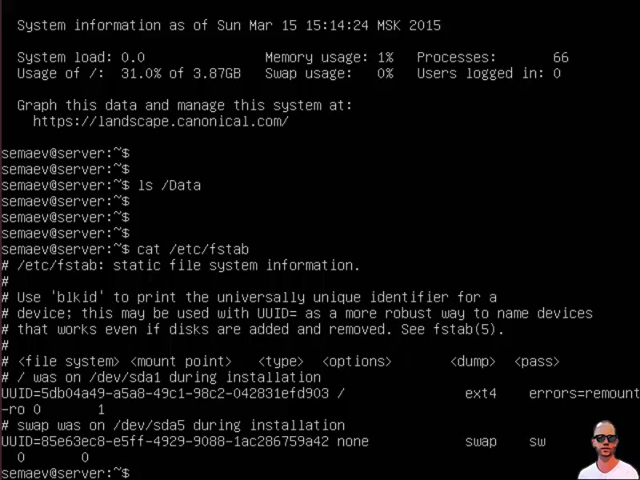 System information as of Sun Mar 15 15:14:24 MSK 2015
System load: 0.0 Memory usage: 1% Processes: 66
Usage of /: 31.0% of 3.87GB Swap usage: 0% Users logged in: 0
Graph this data and manage this system at:
https://landscape.canonical.com/
semaev@server:~$
semaev@server:~$
semaev@server:~$ ls /Data
semaev@server:~$
semaev@server:~$
semaev@server:~$
semaev@server:~$ cat /etc/fstab
# /etc/fstab: static file system information.
#
# Use 'blkid' to print the universally unique identifier for a
# device; this may be used with UUID= as a more robust way to name devices
# that works even if disks are added and removed. See fstab(5).
#
# <file system> <mount point> <type> <options> <dump> <pass>
# / was on /dev/sda1 during installation
UUID=5db04a49-a5a8-49c1-98c2-042831efd903 / ext4 errors=remount
-ro 0 1
# swap was on /dev/sda5 during installation
UUID=85e63ec8-e5ff-4929-9088-1ac286759a42 none swap sw
0 0
semaev@server:~$